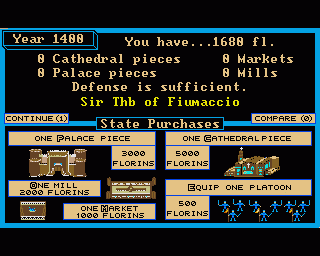 Year 1400
You have...1680 fl.
0 Cathedral pieces 0 Markets
0 Palace pieces 0 Mills
Defense is sufficient.
Sir Thb of Fiumaccio
CONTINUE (1) COMPARE (0)
State Purchases
ONE PALACE PIECE
3000 FLORINS
ONE CATHEDRAL PIECE
5000 FLORINS
ONE MILL
2000 FLORINS
ONE MARKET
1000 FLORINS
EQUIP ONE PLATOON
500 FLORINS